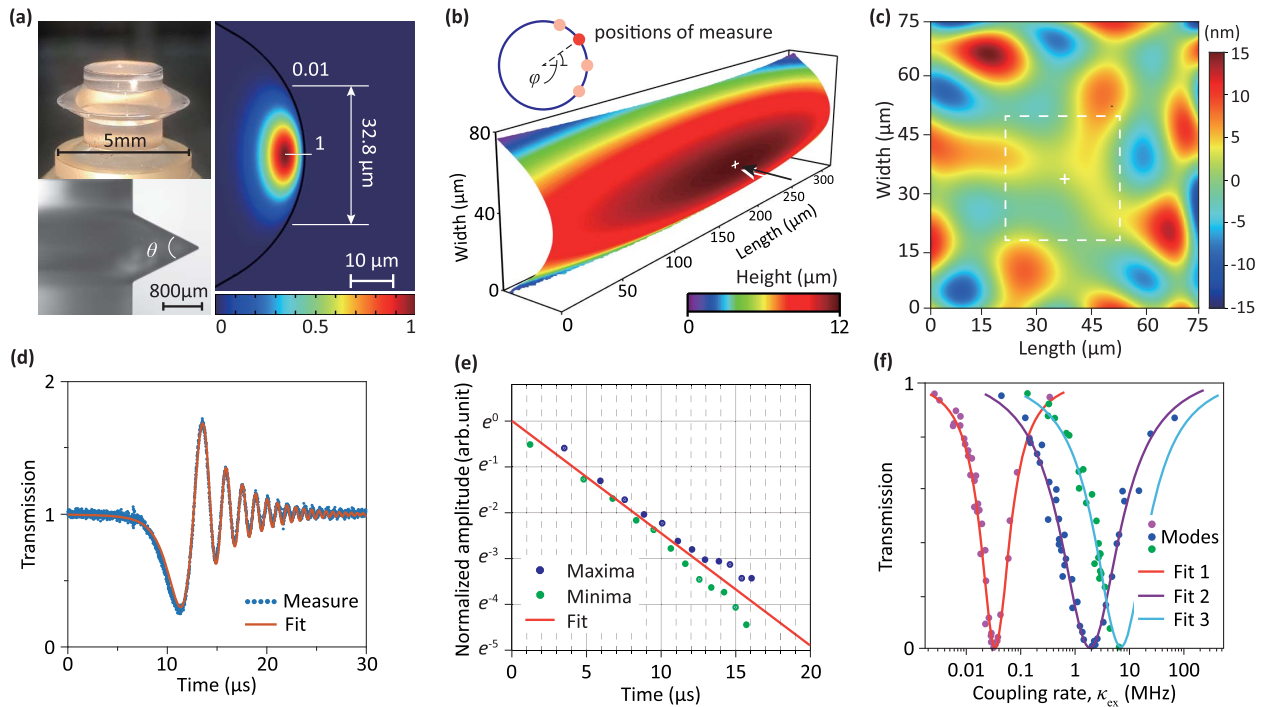 (a)
5mm
θ
800μm
0.01
1
32.8 μm
10 μm
0 0.5 1
(b)
positions of measure
φ
80
40
0
Width (μm)
0
50
100
150
200
250
300
Length (μm)
Height (μm)
0 12
(c)
75
60
45
30
15
0
Width (μm)
0 15 30 45 60 75
Length (μm)
(nm)
15
10
5
0
-5
-10
-15
(d)
2
1
0
Transmission
0 10 20 30
Time (μs)
Measure
Fit
(e)
Normalized amplitude (arb.unit)
e⁰
e⁻¹
e⁻²
e⁻³
e⁻⁴
e⁻⁵
0 5 10 15 20
Time (μs)
Maxima
Minima
Fit
(f)
1
0
Transmission
0.01 0.1 1 10 100
Coupling rate, κex (MHz)
Modes
Fit 1
Fit 2
Fit 3